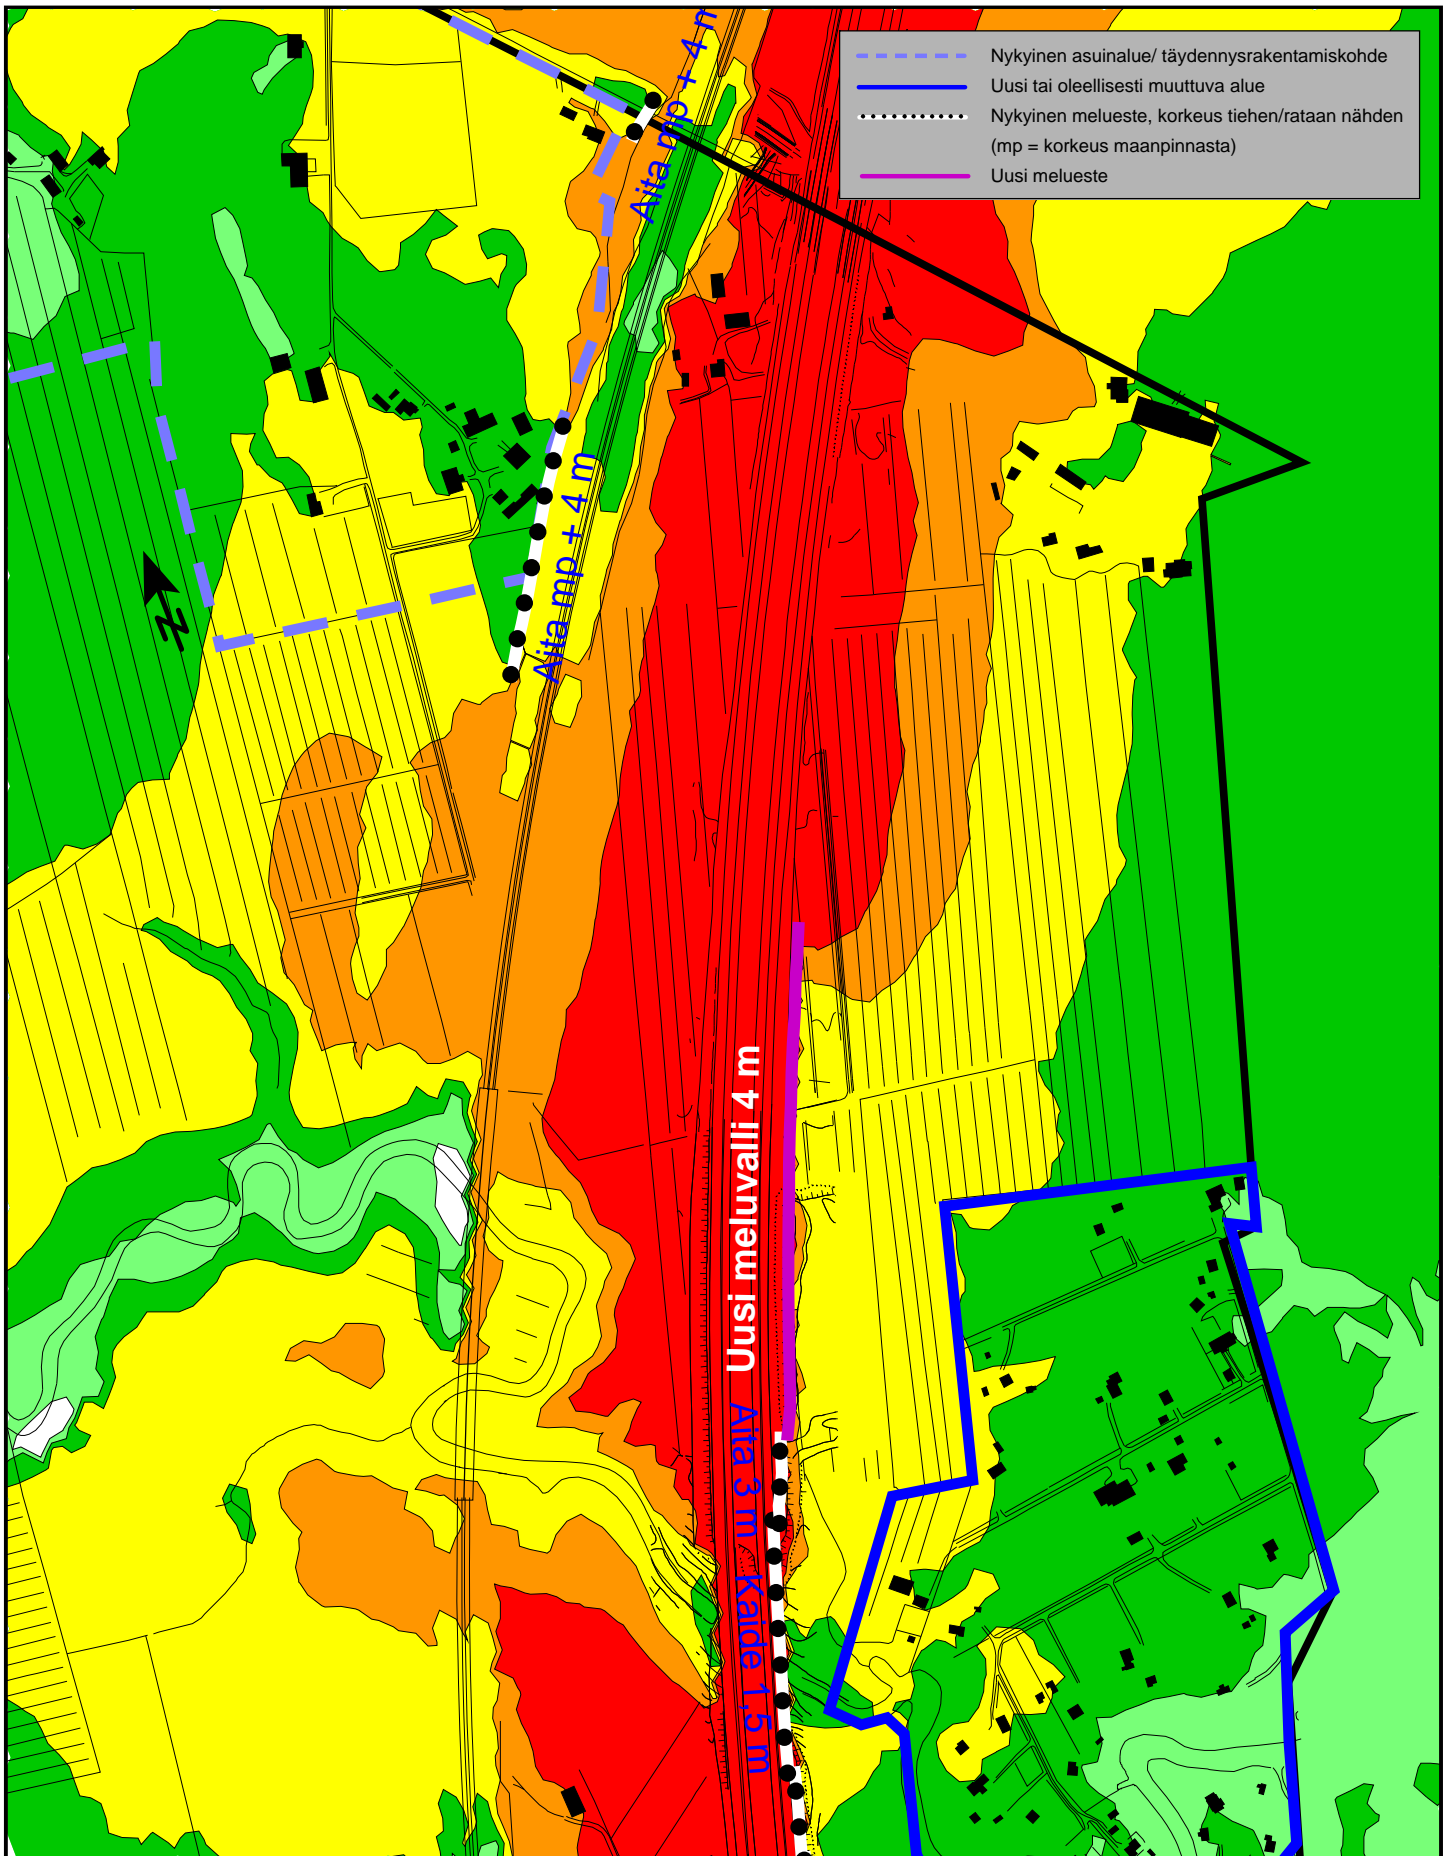 Nykyinen asuinalue/ täydennysrakentamiskohde
Uusi tai oleellisesti muuttuva alue
Nykyinen melueste, korkeus tiehen/rataan nähden
(mp = korkeus maanpinnasta)
Uusi melueste
Aita mp + 4 m
Aita mp + 4 m
N
Uusi meluvalli 4 m
Aita 3 m
Kaide 1,5 m